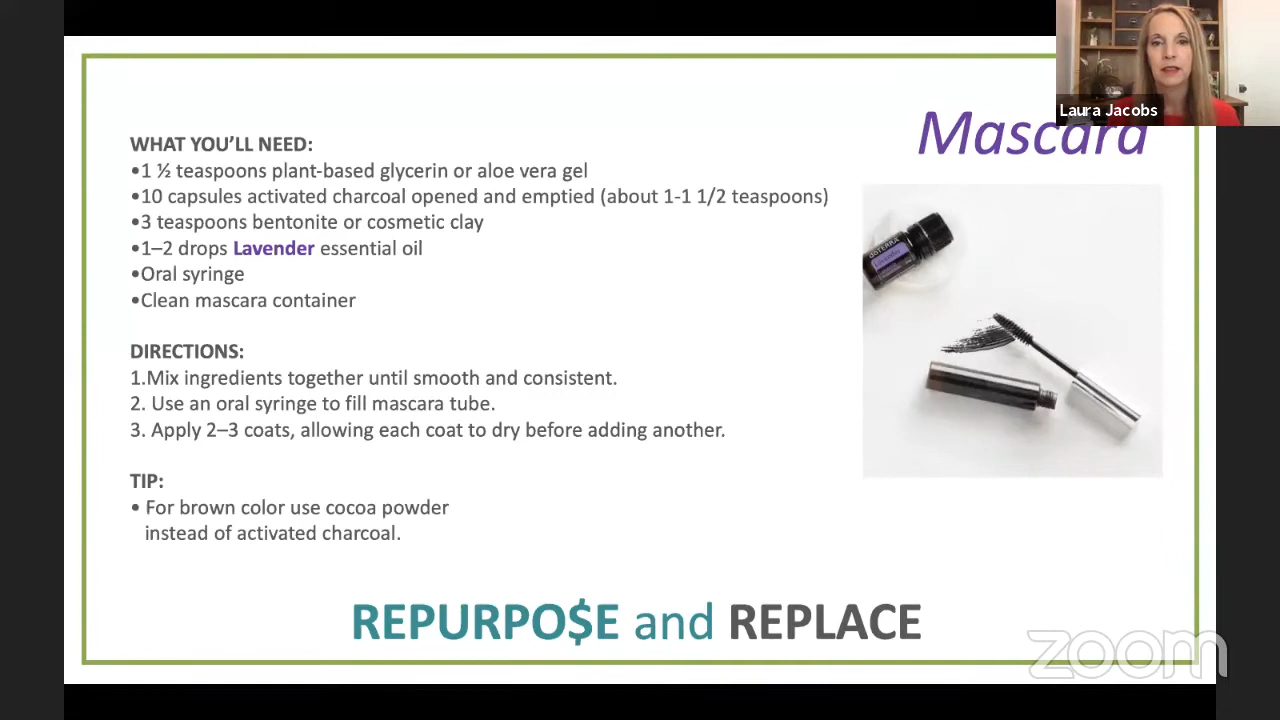 Laura Jacobs
Mascara
WHAT YOU'LL NEED:
•1 ½ teaspoons plant-based glycerin or aloe vera gel
•10 capsules activated charcoal opened and emptied (about 1-1 1/2 teaspoons)
•3 teaspoons bentonite or cosmetic clay
•1–2 drops Lavender essential oil
•Oral syringe
•Clean mascara container
DIRECTIONS:
1.Mix ingredients together until smooth and consistent.
2. Use an oral syringe to fill mascara tube.
3. Apply 2–3 coats, allowing each coat to dry before adding another.
TIP:
• For brown color use cocoa powder
instead of activated charcoal.
dōTERRA
Lavender
REPURPO$E and REPLACE
zoom